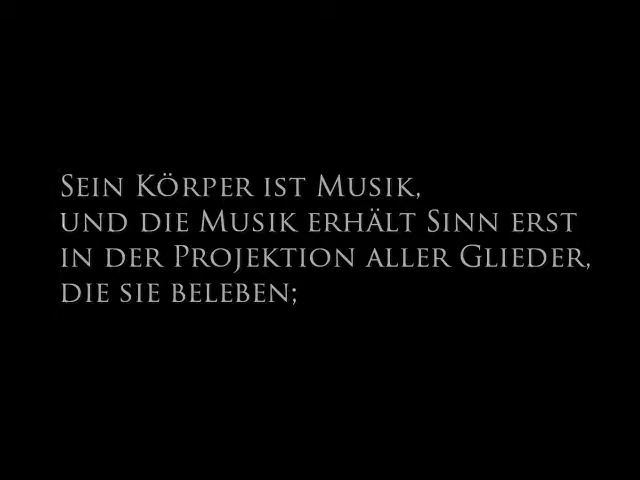 Sein Körper ist Musik,
und die Musik erhält Sinn erst
in der Projektion aller Glieder,
die sie beleben;